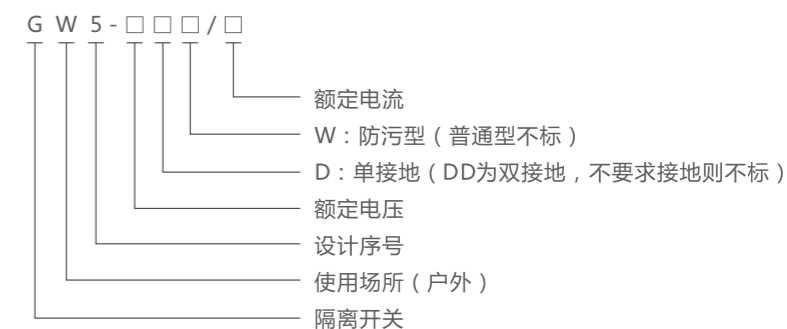 GW5-□□□/□
额定电流
W：防污型（普通型不标）
D：单接地（DD为双接地，不要求接地则不标）
额定电压
设计序号
使用场所（户外）
隔离开关